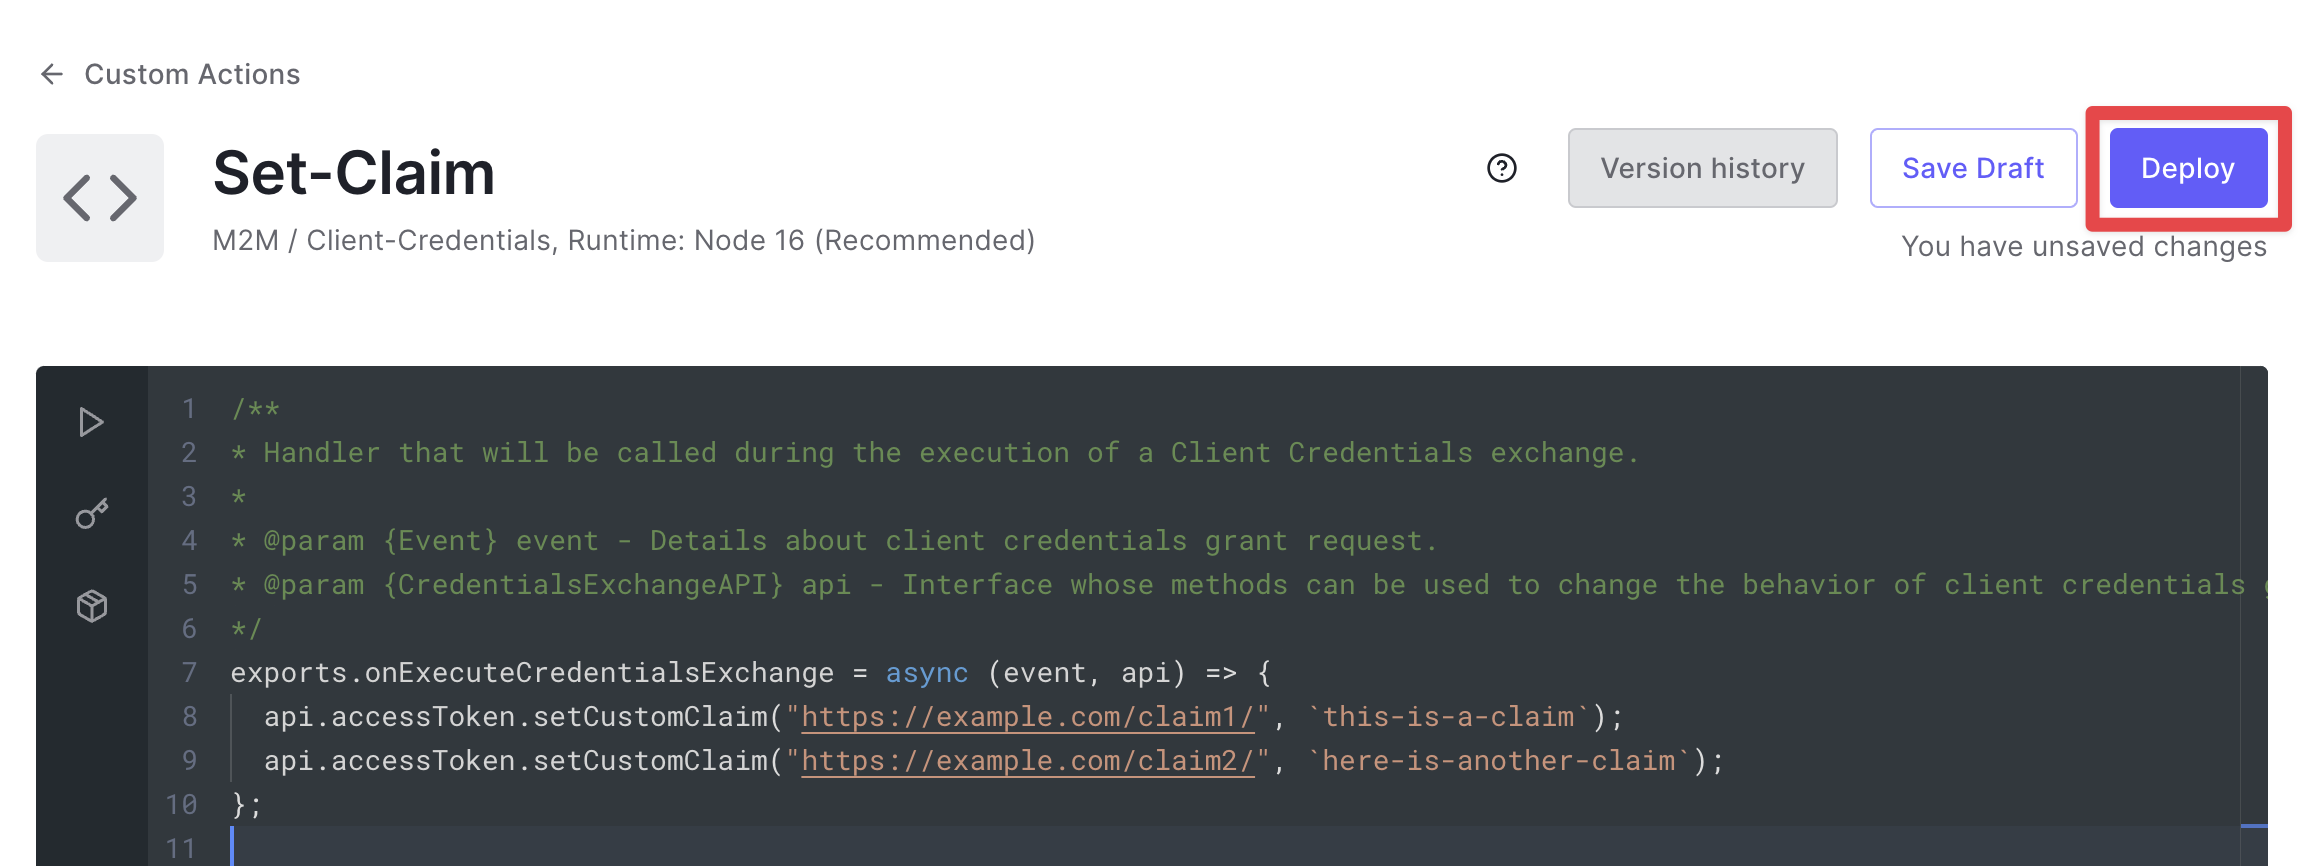 Custom Actions
Set-Claim
M2M / Client-Credentials, Runtime: Node 16 (Recommended)
Version history
Save Draft
Deploy
You have unsaved changes
1 /**
2 * Handler that will be called during the execution of a Client Credentials exchange.
3 *
4 * @param {Event} event - Details about client credentials grant request.
5 * @param {CredentialsExchangeAPI} api - Interface whose methods can be used to change the behavior of client credentials
6 */
7 exports.onExecuteCredentialsExchange = async (event, api) => {
8 api.accessToken.setCustomClaim("https://example.com/claim1/", `this-is-a-claim`);
9 api.accessToken.setCustomClaim("https://example.com/claim2/", `here-is-another-claim`);
10 };
11